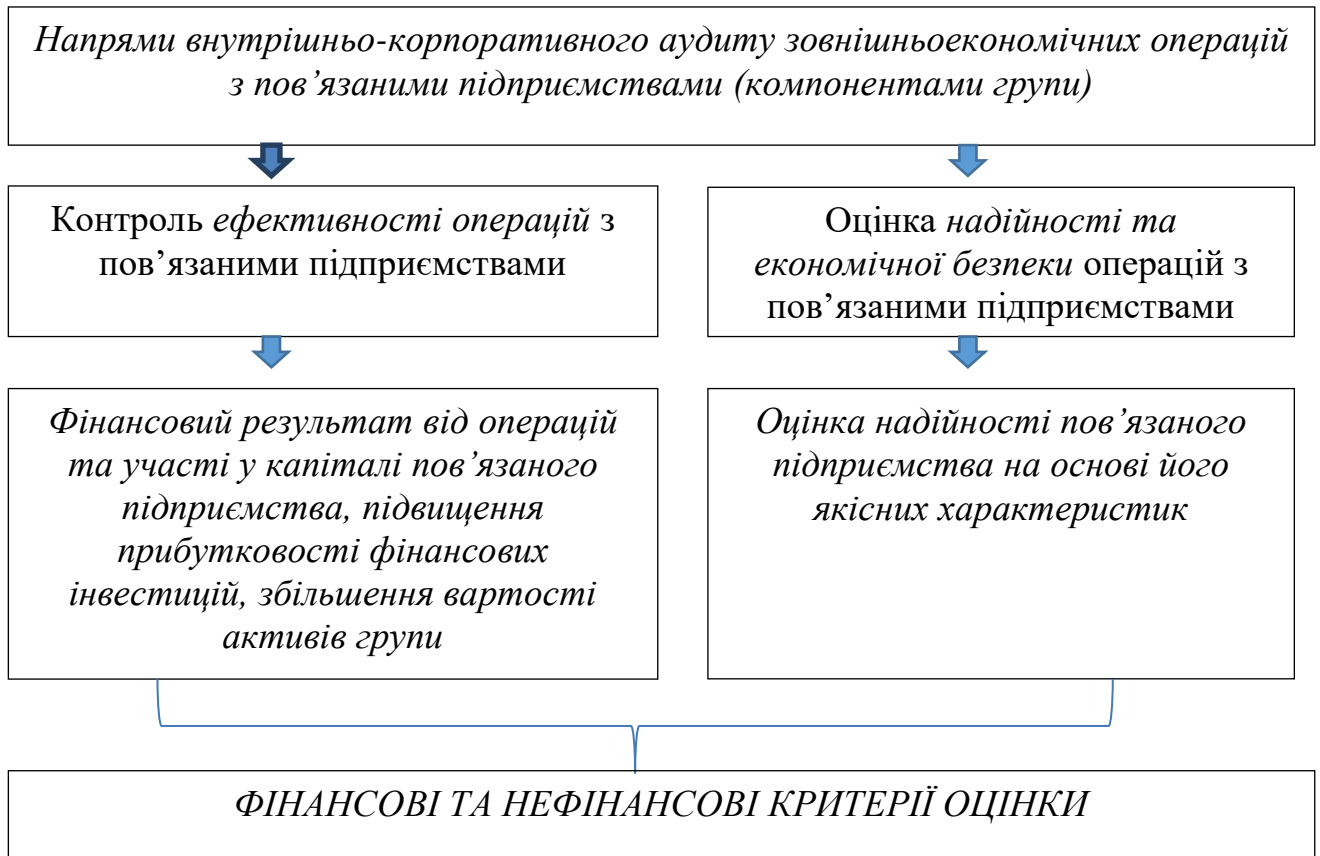 Напрями внутрішньо-корпоративного аудиту зовнішньоекономічних операцій
з пов’язаними підприємствами (компонентами групи)
Контроль ефективності операцій з
пов’язаними підприємствами
Оцінка надійності та
економічної безпеки операцій з
пов’язаними підприємствами
Фінансовий результат від операцій
та участі у капіталі пов’язаного
підприємства, підвищення
прибутковості фінансових
інвестицій, збільшення вартості
активів групи
Оцінка надійності пов’язаного
підприємства на основі його
якісних характеристик
ФІНАНСОВІ ТА НЕФІНАНСОВІ КРИТЕРІЇ ОЦІНКИ